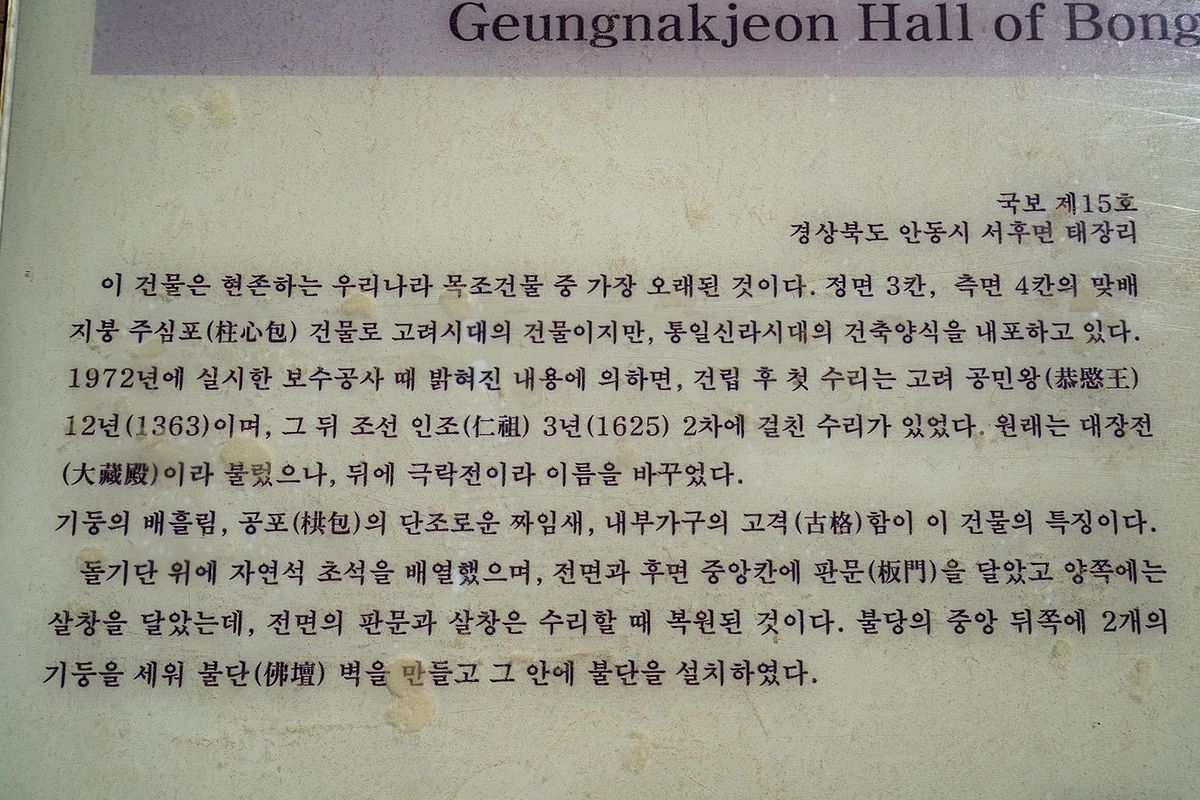 Geungnakjeon Hall of Bong
국보 제15호
경상북도 안동시 서후면 태장리
이 건물은 현존하는 우리나라 목조건물 중 가장 오래된 것이다. 정면 3칸, 측면 4칸의 맞배
지붕 주심포(柱心包) 건물로 고려시대의 건물이지만, 통일신라시대의 건축양식을 내포하고 있다.
1972년에 실시한 보수공사 때 밝혀진 내용에 의하면, 건립 후 첫 수리는 고려 공민왕(恭愍王)
12년(1363)이며, 그 뒤 조선 인조(仁祖) 3년(1625) 2차에 걸친 수리가 있었다. 원래는 대장전
(大藏殿)이라 불렀으나, 뒤에 극락전이라 이름을 바꾸었다.
기둥의 배흘림, 공포(栱包)의 단조로운 짜임새, 내부가구의 고격(古格)함이 이 건물의 특징이다.
돌기단 위에 자연석 초석을 배열했으며, 전면과 후면 중앙칸에 판문(板門)을 달았고 양쪽에는
살창을 달았는데, 전면의 판문과 살창은 수리할 때 복원된 것이다. 불당의 중앙 뒤쪽에 2개의
기둥을 세워 불단(佛壇) 벽을 만들고 그 안에 불단을 설치하였다.